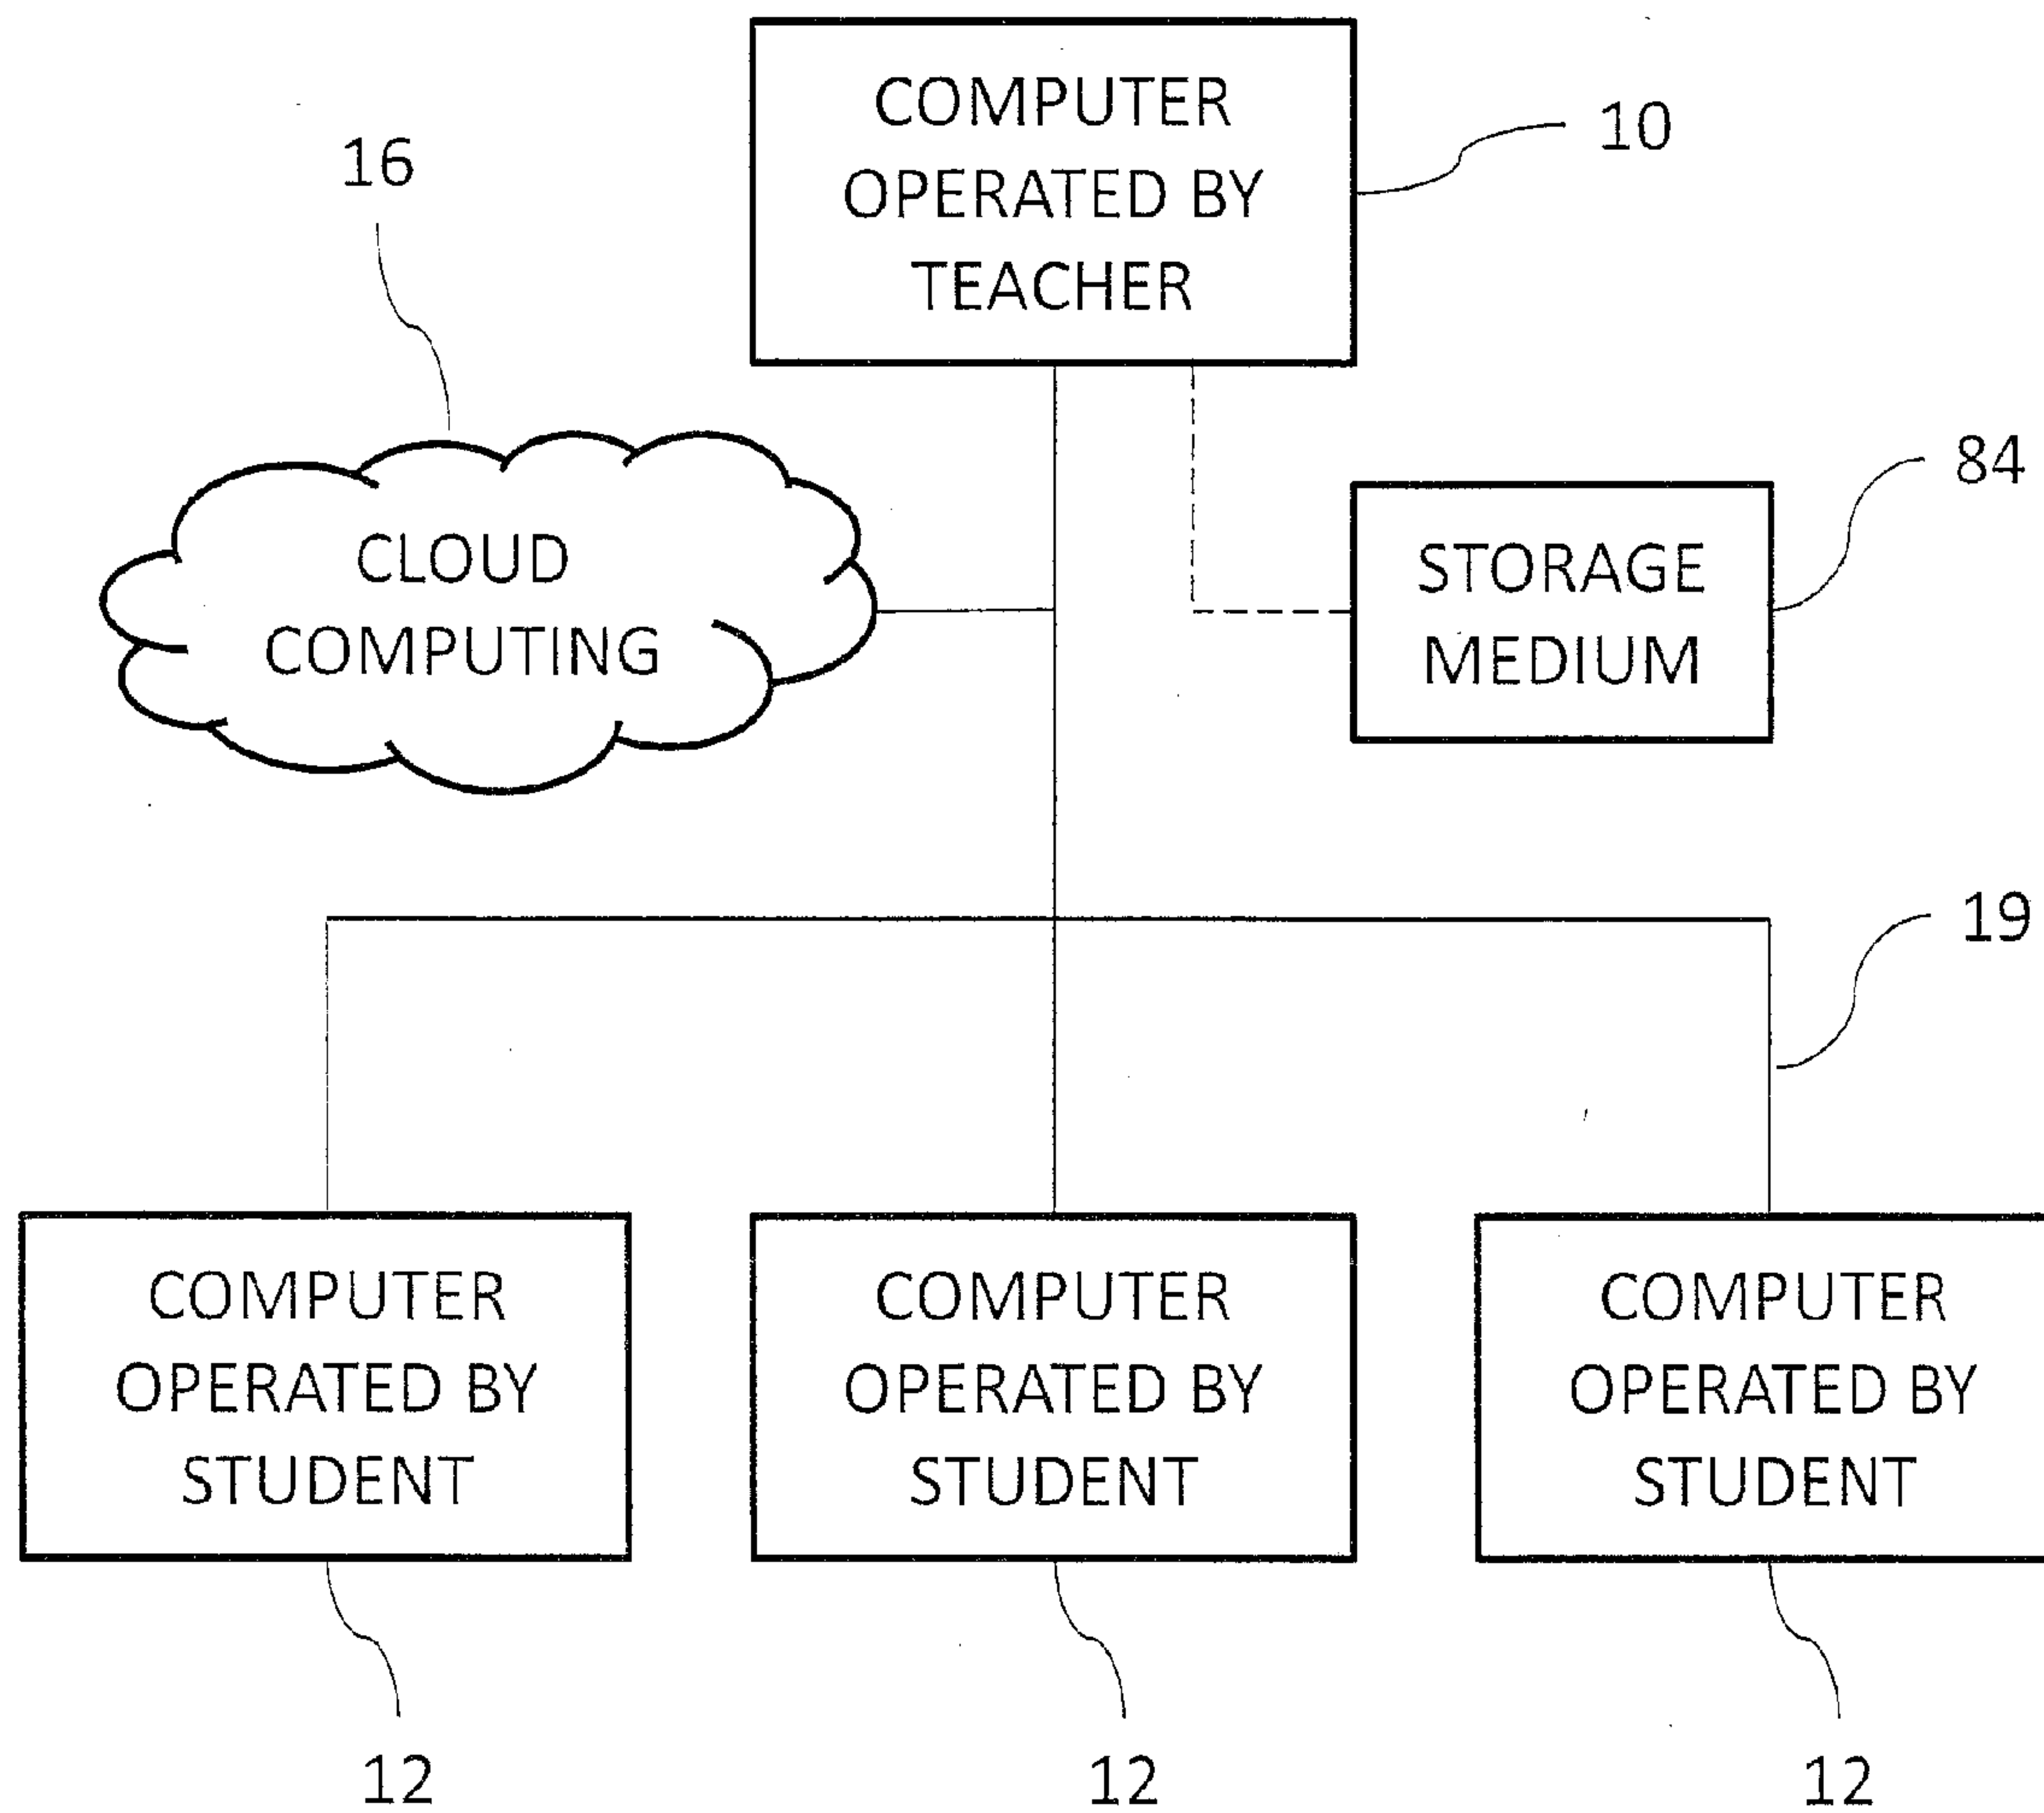 COMPUTER
OPERATED BY
TEACHER
10
16
CLOUD
COMPUTING
84
STORAGE
MEDIUM
19
COMPUTER
OPERATED BY
STUDENT
COMPUTER
OPERATED BY
STUDENT
COMPUTER
OPERATED BY
STUDENT
12
12
12